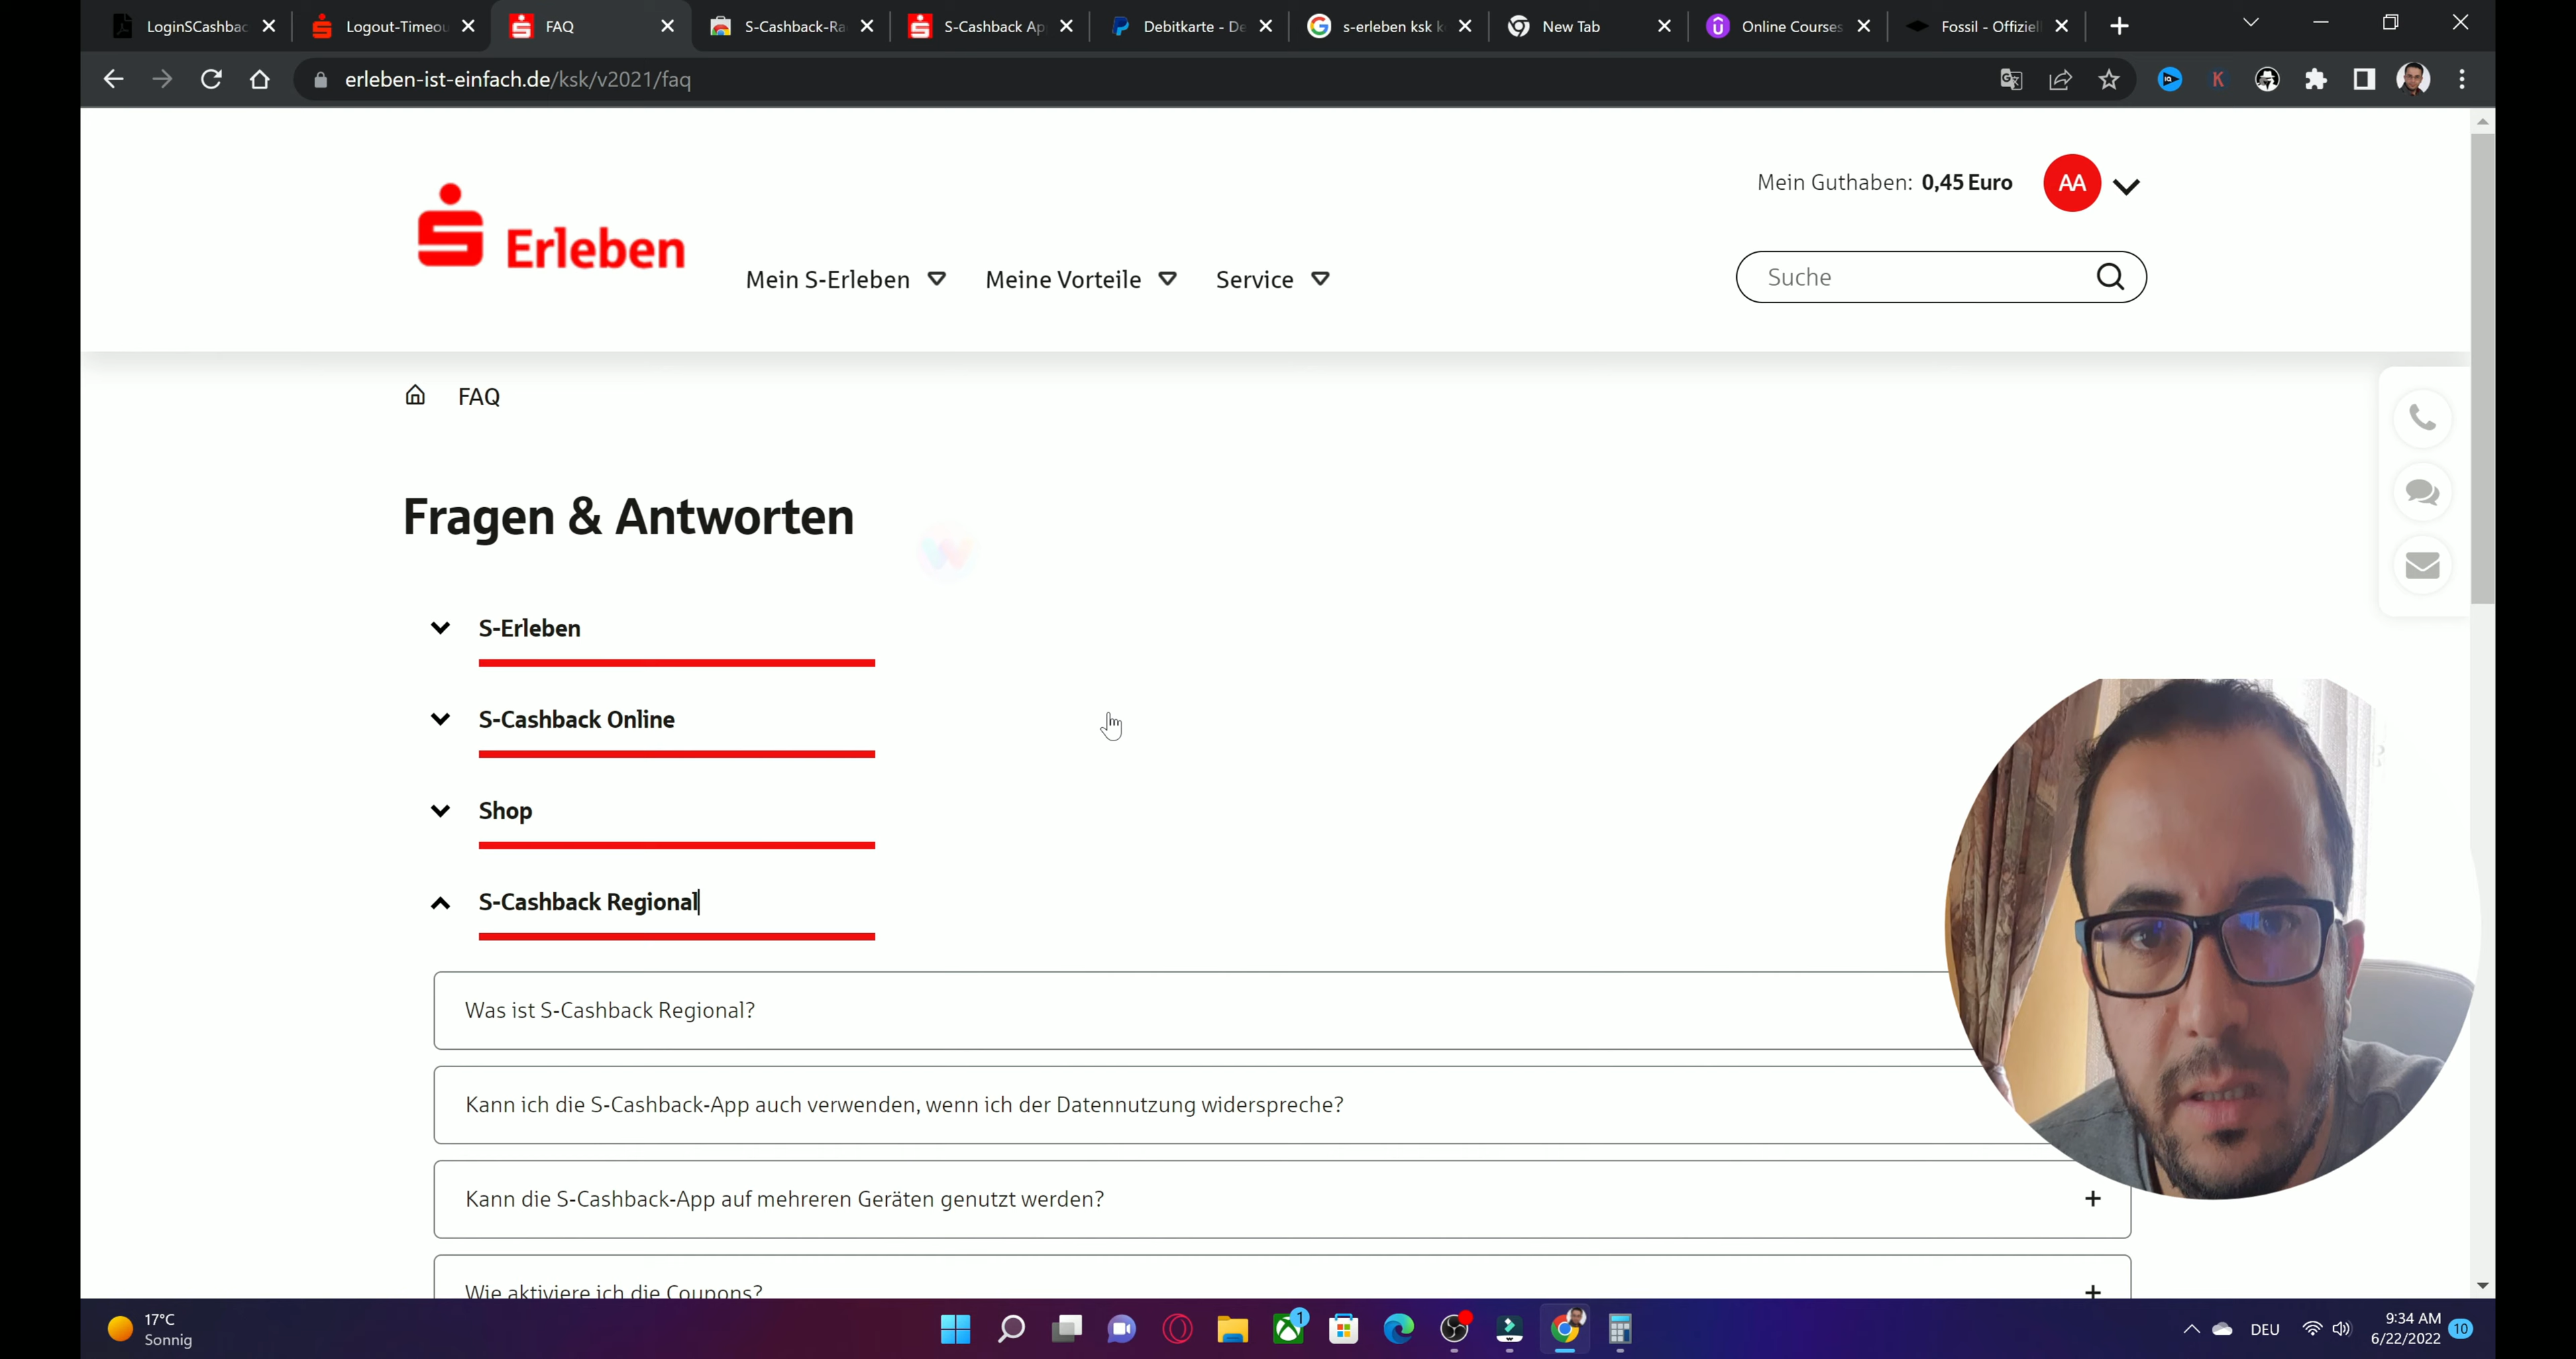 LoginSCashbac
Logout-Timeou
FAQ
S-Cashback-Ra
S-Cashback Ap
Debitkarte - De
s-erleben ksk k
New Tab
Online Courses
Fossil - Offiziell
erleben-ist-einfach.de/ksk/v2021/faq
K
Mein Guthaben: 0,45 Euro
AA
Erleben
Mein S-Erleben
Meine Vorteile
Service
Suche
FAQ
Fragen & Antworten
S-Erleben
S-Cashback Online
Shop
S-Cashback Regional
Was ist S-Cashback Regional?
Kann ich die S-Cashback-App auch verwenden, wenn ich der Datennutzung widerspreche?
Kann die S-Cashback-App auf mehreren Geräten genutzt werden?
Wie aktiviere ich die Coupons?
17°C
Sonnig
1
DEU
9:34 AM
6/22/2022
10